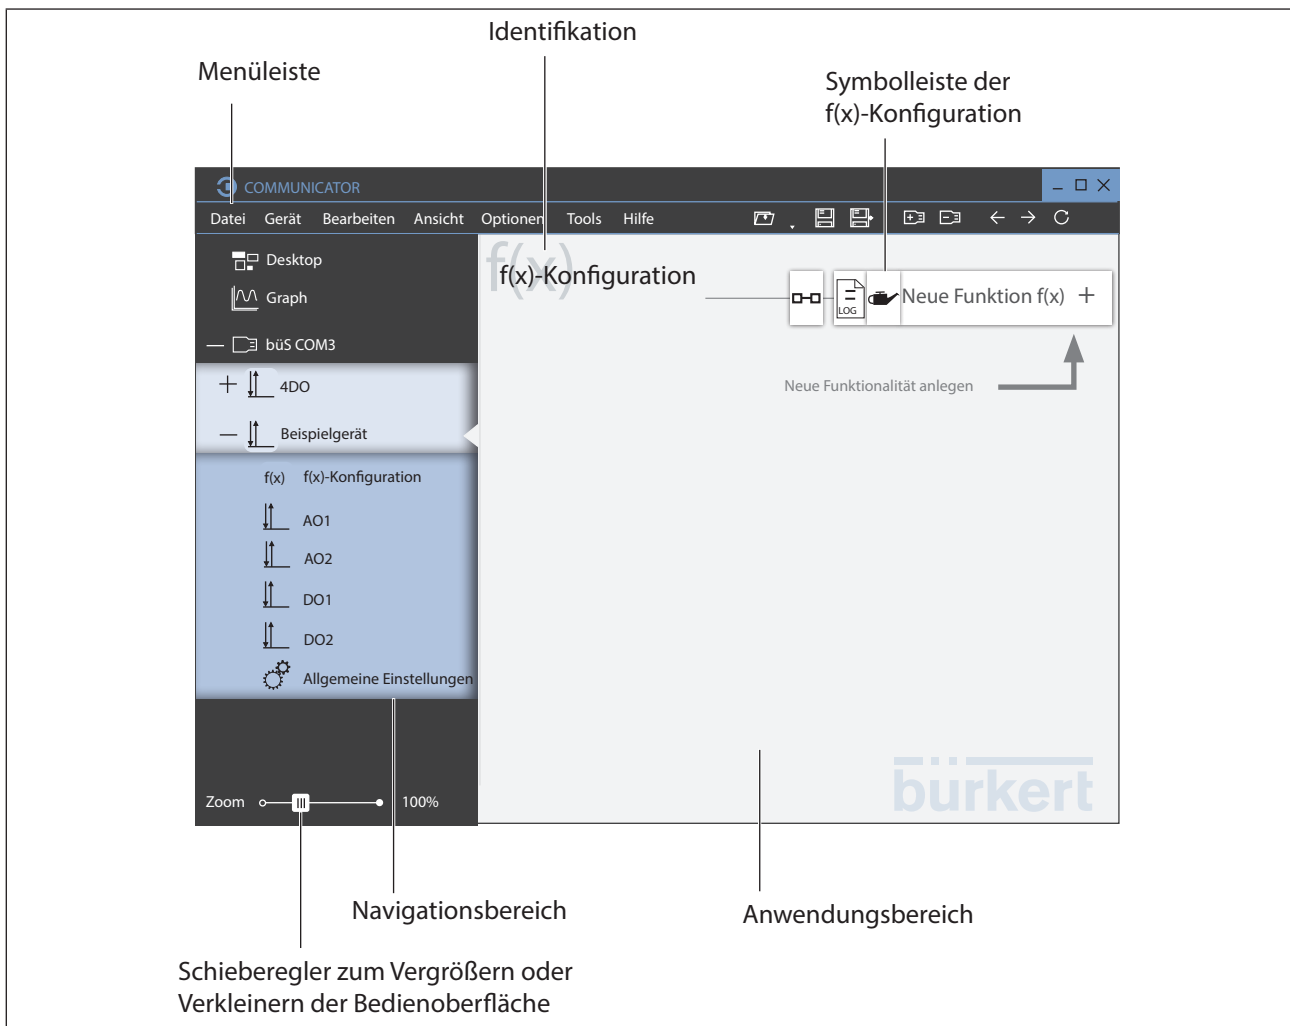 Identifikation
Menüleiste
Symbolleiste der
f(x)-Konfiguration
COMMUNICATOR
Datei Gerät Bearbeiten Ansicht Optionen Tools Hilfe
Desktop
Graph
büS COM3
4DO
Beispielgerät
f(x) f(x)-Konfiguration
AO1
AO2
DO1
DO2
Allgemeine Einstellungen
Zoom 100%
f(x)
f(x)-Konfiguration
LOG
Neue Funktion f(x) +
Neue Funktionalität anlegen
bürkert
Navigationsbereich
Anwendungsbereich
Schieberegler zum Vergrößern oder
Verkleinern der Bedienoberfläche